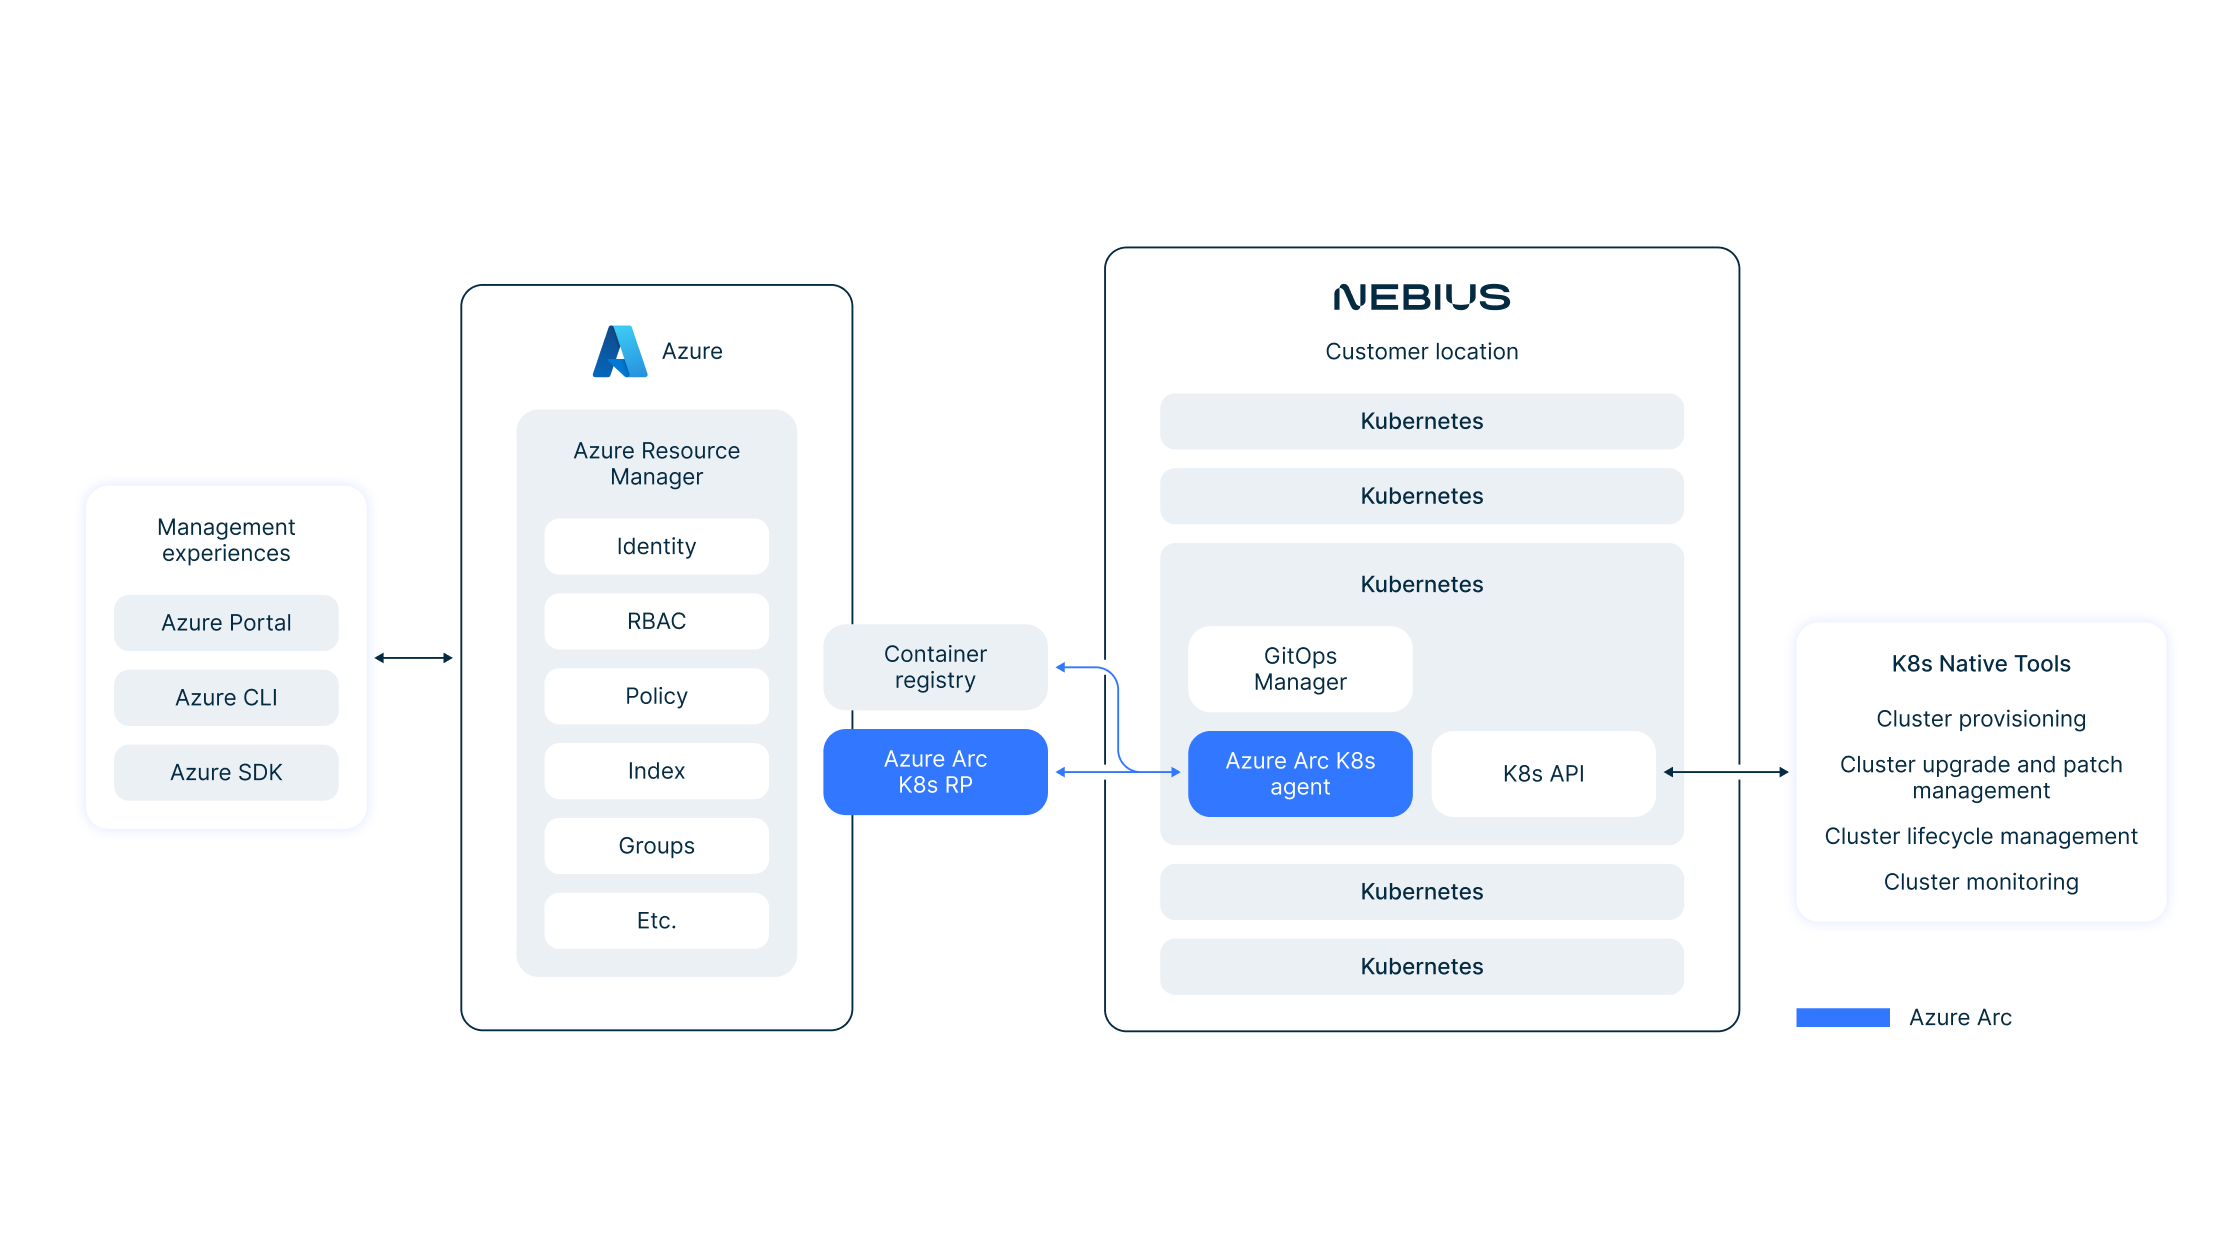 Management
experiences
Azure Portal
Azure CLI
Azure SDK
Azure
Azure Resource
Manager
Identity
RBAC
Policy
Index
Groups
Etc.
Container
registry
Azure Arc
K8s RP
NEBIUS
Customer location
Kubernetes
Kubernetes
Kubernetes
GitOps
Manager
Azure Arc K8s
agent
K8s API
Kubernetes
Kubernetes
K8s Native Tools
Cluster provisioning
Cluster upgrade and patch
management
Cluster lifecycle management
Cluster monitoring
Azure Arc